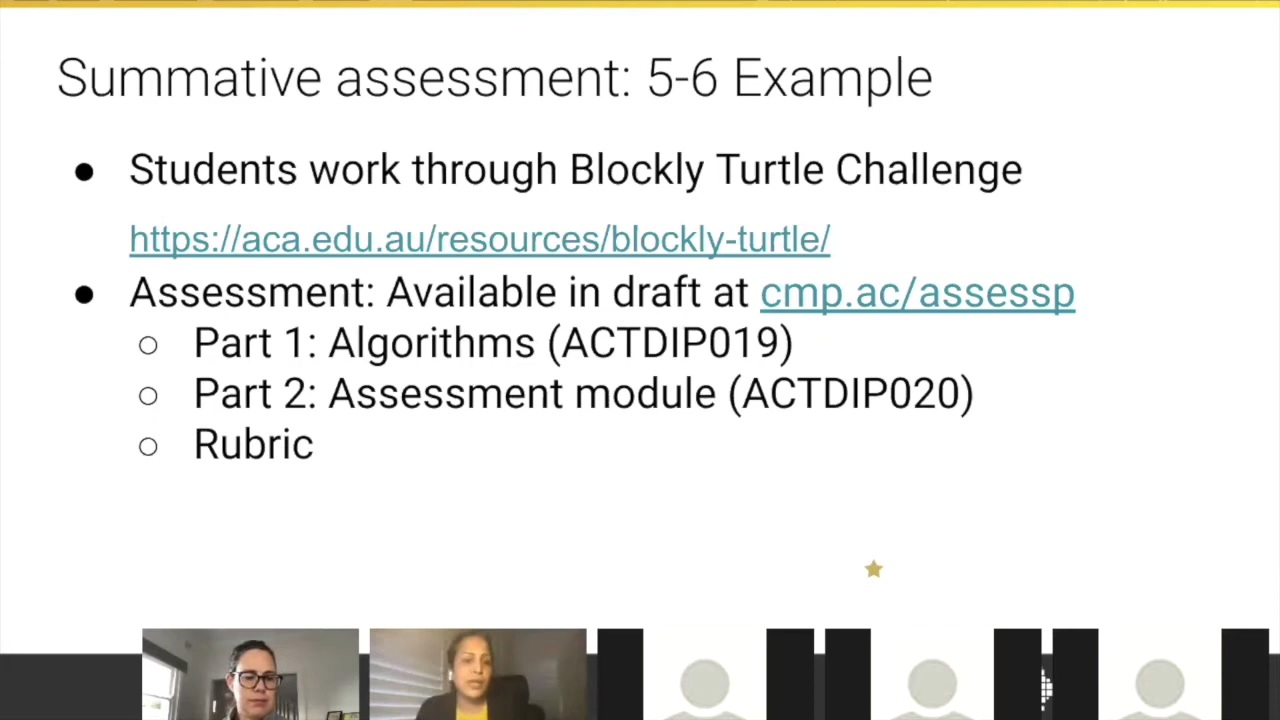 Summative assessment: 5-6 Example
● Students work through Blockly Turtle Challenge
https://aca.edu.au/resources/blockly-turtle/
● Assessment: Available in draft at cmp.ac/assessp
○ Part 1: Algorithms (ACTDIP019)
○ Part 2: Assessment module (ACTDIP020)
○ Rubric